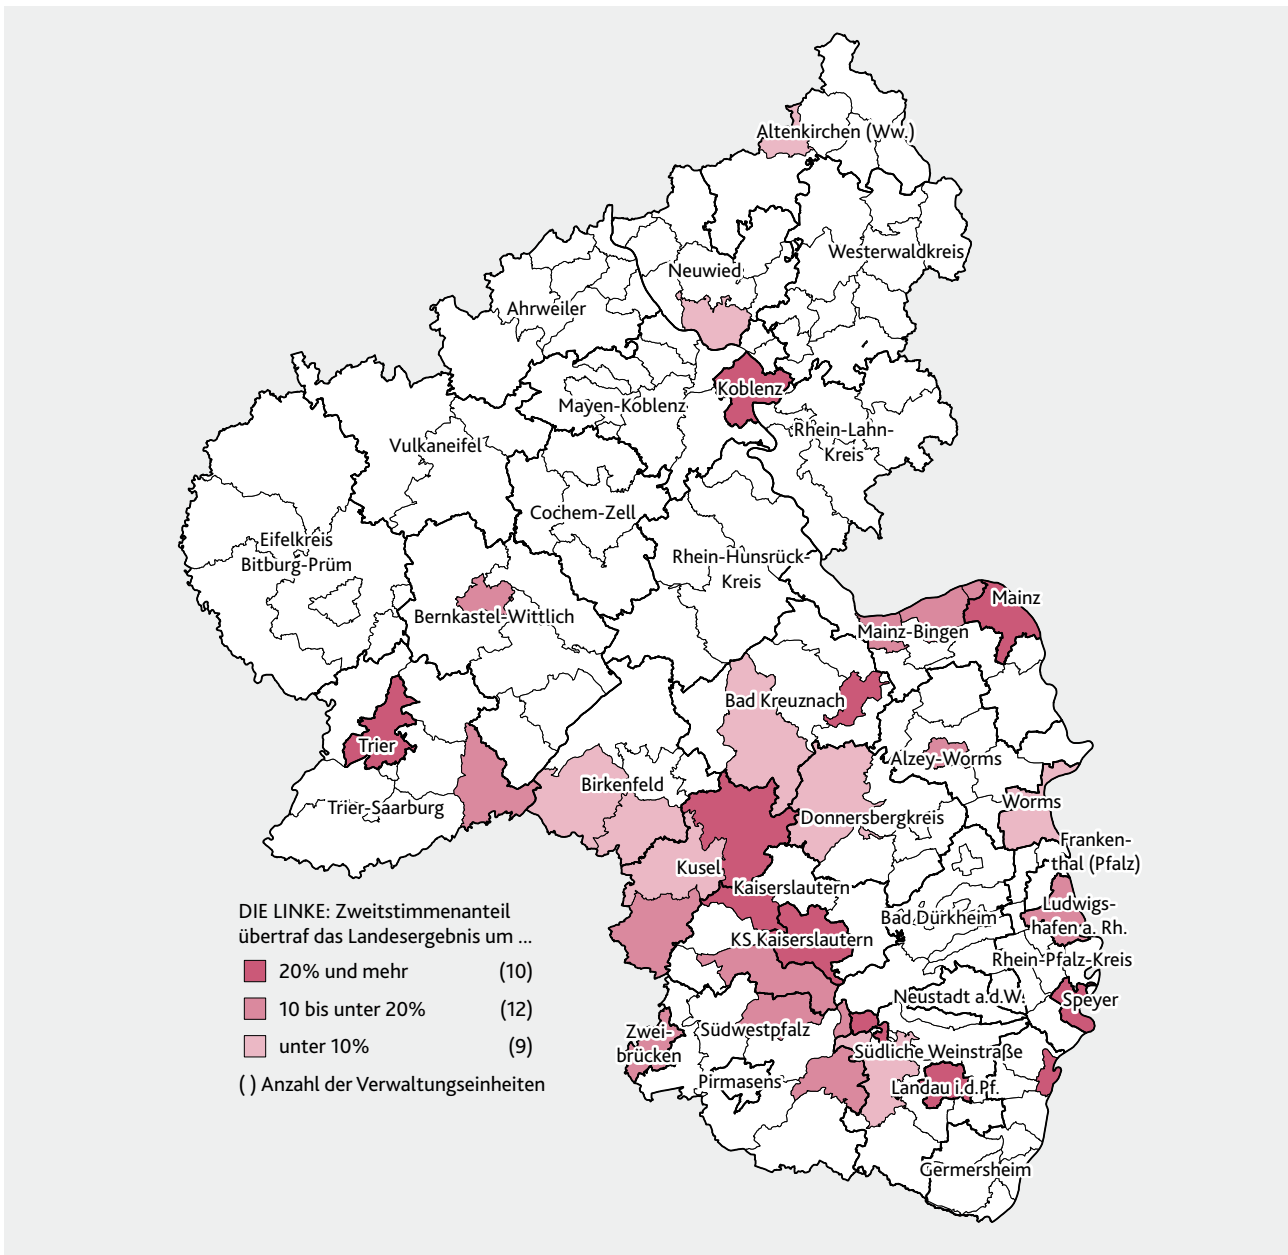 Altenkirchen (Ww.)
Westerwaldkreis
Neuwied
Ahrweiler
Koblenz
Mayen-Koblenz
Rhein-Lahn-
Kreis
Vulkaneifel
Cochem-Zell
Eifelkreis
Bitburg-Prüm
Rhein-Hunsrück-
Kreis
Bernkastel-Wittlich
Mainz
Mainz-Bingen
Bad Kreuznach
Trier
Alzey-Worms
Birkenfeld
Trier-Saarburg
Worms
Donnersbergkreis
Franken-
thal (Pfalz)
Kusel
Kaiserslautern
Ludwigs-
hafen a. Rh.
Bad Dürkheim
KS Kaiserslautern
Rhein-Pfalz-Kreis
Neustadt a.d.W.
Speyer
Südwestpfalz
Zwei-
brücken
Südliche Weinstraße
Pirmasens
Landau i.d.Pf.
Germersheim
DIE LINKE: Zweitstimmenanteil
übertraf das Landesergebnis um ...
20% und mehr (10)
10 bis unter 20% (12)
unter 10% (9)
( ) Anzahl der Verwaltungseinheiten